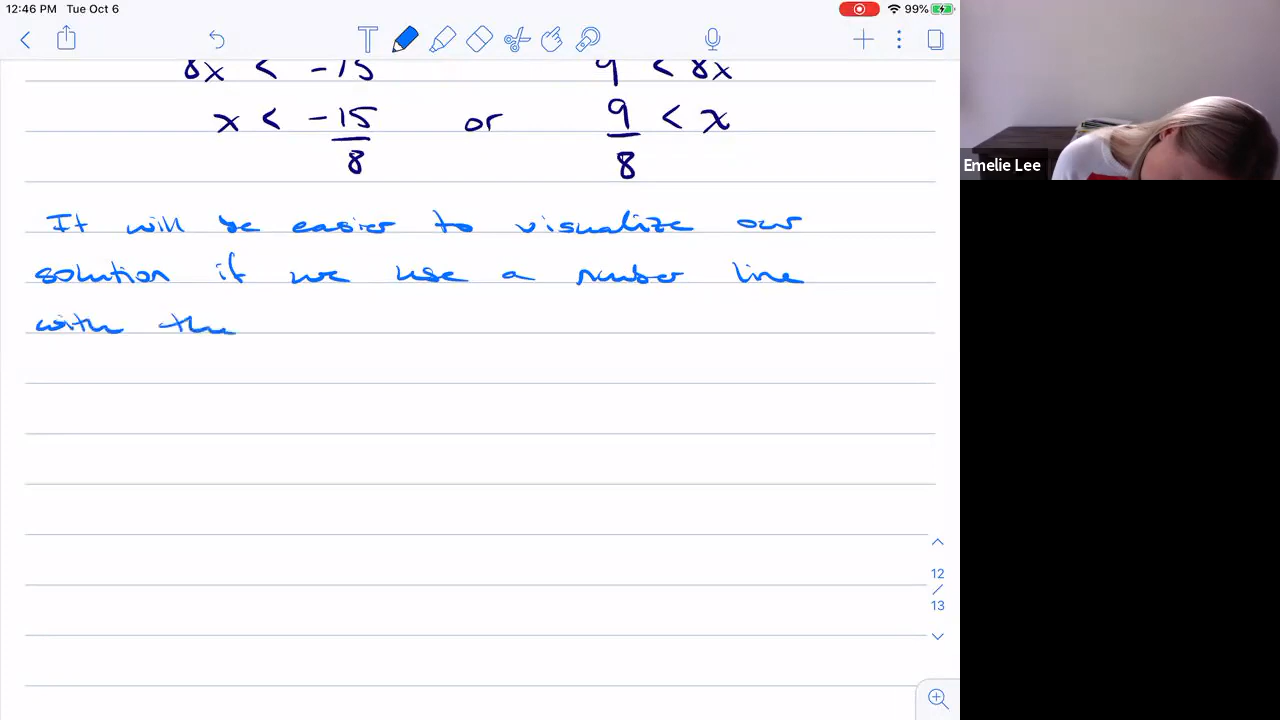 12:46 PM Tue Oct 6
99%
8x < -15 9 < 8x
x < -15/8 or 9/8 < x
Emelie Lee
It will be easier to visualize our
solution if we use a number line
with the
12
/
13